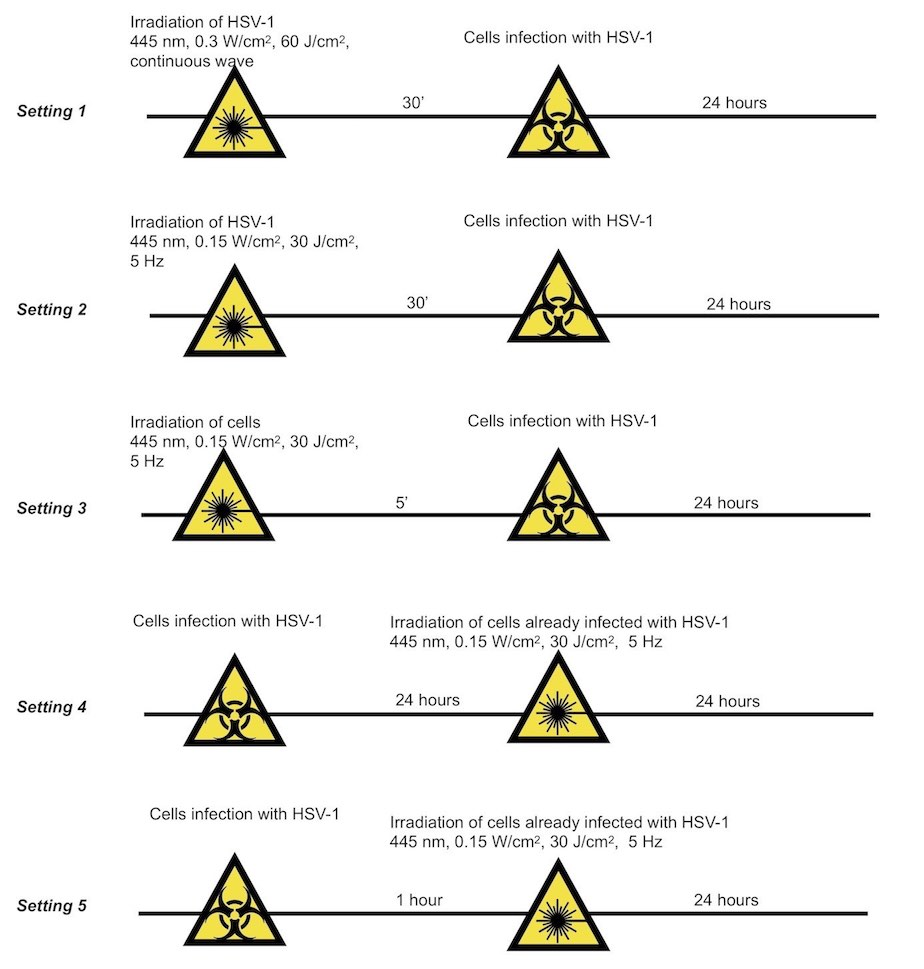 Irradiation of HSV-1
445 nm, 0.3 W/cm², 60 J/cm²,
continuous wave
Cells infection with HSV-1
Setting 1
30’
24 hours
Irradiation of HSV-1
445 nm, 0.15 W/cm², 30 J/cm²,
5 Hz
Cells infection with HSV-1
Setting 2
30’
24 hours
Irradiation of cells
445 nm, 0.15 W/cm², 30 J/cm²,
5 Hz
Cells infection with HSV-1
Setting 3
5’
24 hours
Cells infection with HSV-1
Irradiation of cells already infected with HSV-1
445 nm, 0.15 W/cm², 30 J/cm²,  5 Hz
Setting 4
24 hours
24 hours
Cells infection with HSV-1
Irradiation of cells already infected with HSV-1
445 nm, 0.15 W/cm², 30 J/cm²,  5 Hz
Setting 5
1 hour
24 hours